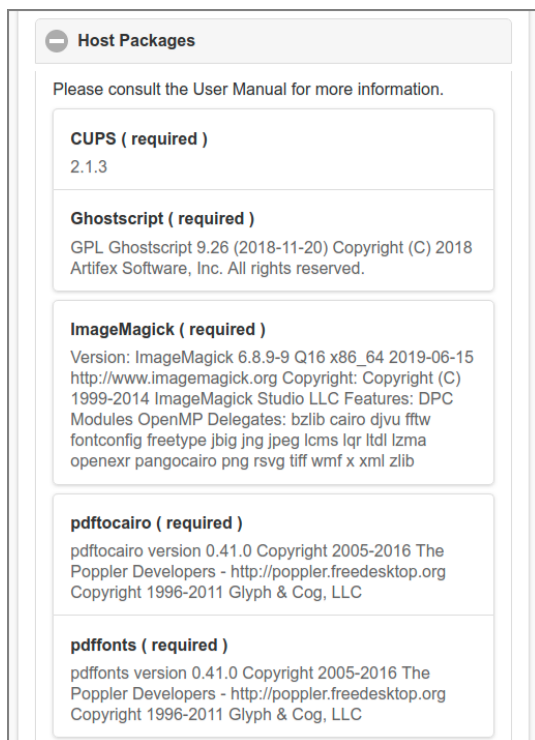 Host Packages
Please consult the User Manual for more information.
CUPS ( required )
2.1.3
Ghostscript ( required )
GPL Ghostscript 9.26 (2018-11-20) Copyright (C) 2018
Artifex Software, Inc. All rights reserved.
ImageMagick ( required )
Version: ImageMagick 6.8.9-9 Q16 x86_64 2019-06-15
http://www.imagemagick.org Copyright: Copyright (C)
1999-2014 ImageMagick Studio LLC Features: DPC
Modules OpenMP Delegates: bzlib cairo djvu fftw
fontconfig freetype jbig jng jpeg lcms lqr ltdl lzma
openexr pangocairo png rsvg tiff wmf x xml zlib
pdftocairo ( required )
pdftocairo version 0.41.0 Copyright 2005-2016 The
Poppler Developers - http://poppler.freedesktop.org
Copyright 1996-2011 Glyph & Cog, LLC
pdffonts ( required )
pdffonts version 0.41.0 Copyright 2005-2016 The
Poppler Developers - http://poppler.freedesktop.org
Copyright 1996-2011 Glyph & Cog, LLC